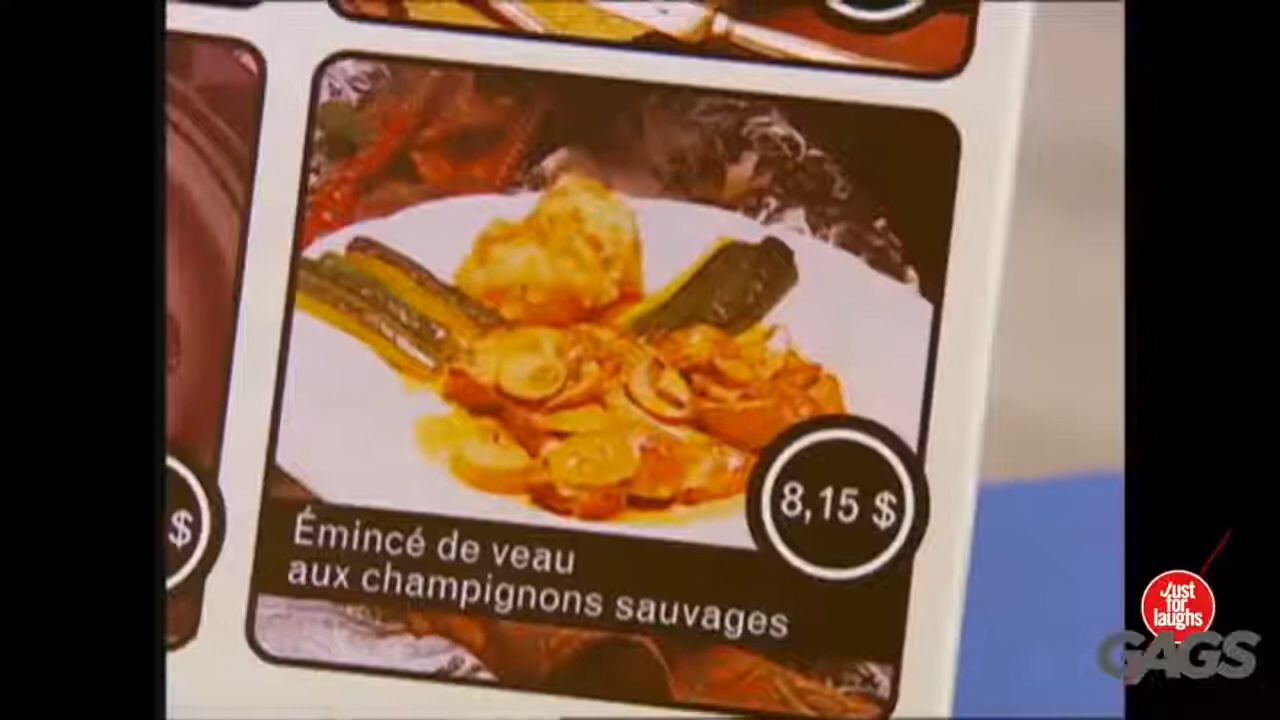 8,15 $
$
Émincé de veau
aux champignons sauvages
Just
for
laughs
GAGS